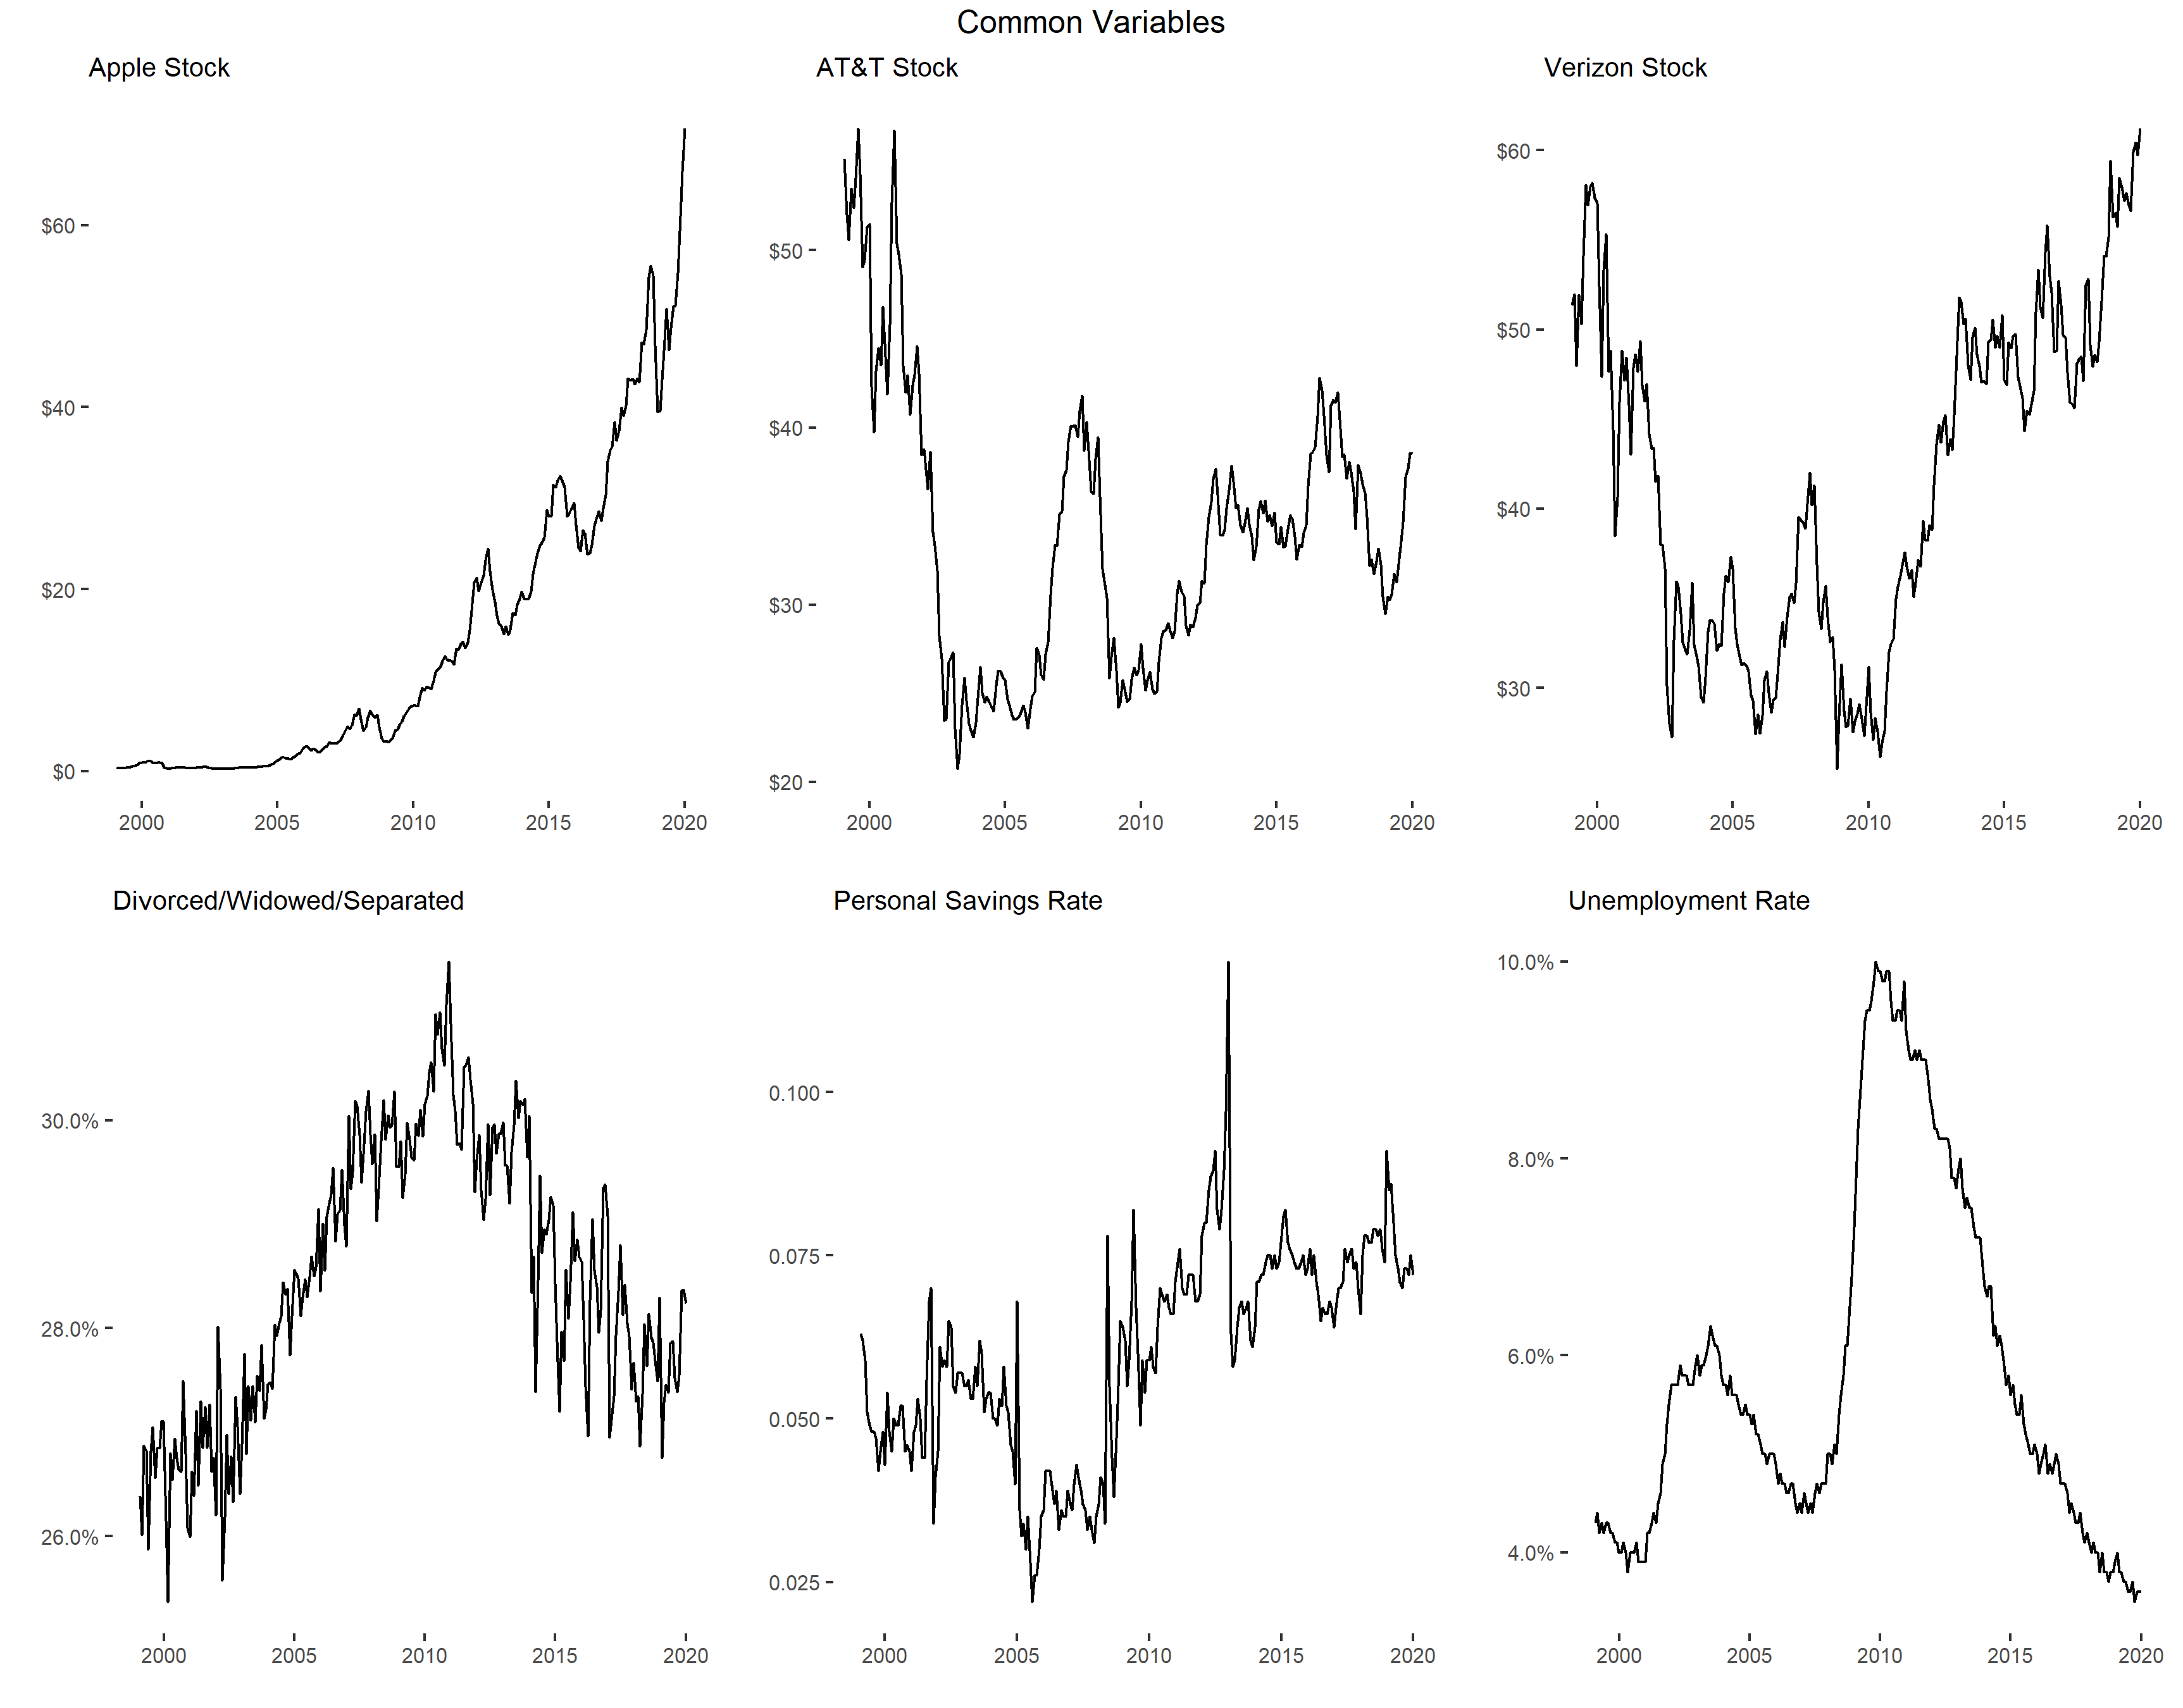 Common Variables
Apple Stock
AT&T Stock
Verizon Stock
$60
$40
$20
$0
2000 2005 2010 2015 2020
$50
$40
$30
$20
2000 2005 2010 2015 2020
$60
$50
$40
$30
2000 2005 2010 2015 2020
Divorced/Widowed/Separated
Personal Savings Rate
Unemployment Rate
30.0%
28.0%
26.0%
2000 2005 2010 2015 2020
0.100
0.075
0.050
0.025
2000 2005 2010 2015 2020
10.0%
8.0%
6.0%
4.0%
2000 2005 2010 2015 2020